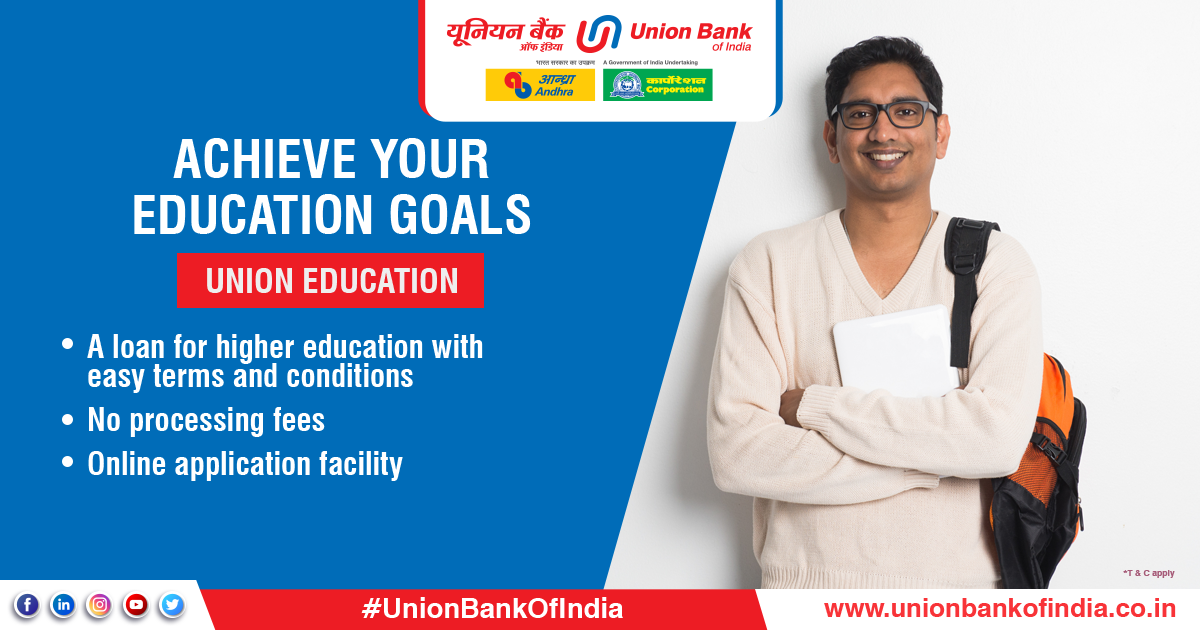 यूनियन बैंक
ऑफ इंडिया
Union Bank
of India
भारत सरकार का उपक्रम
A Government of India Undertaking
आन्ध्रा
Andhra
कार्पोरेशन
Corporation
ACHIEVE YOUR
EDUCATION GOALS
UNION EDUCATION
• A loan for higher education with
easy terms and conditions
• No processing fees
• Online application facility
*T & C apply
#UnionBankOfIndia
www.unionbankofindia.co.in